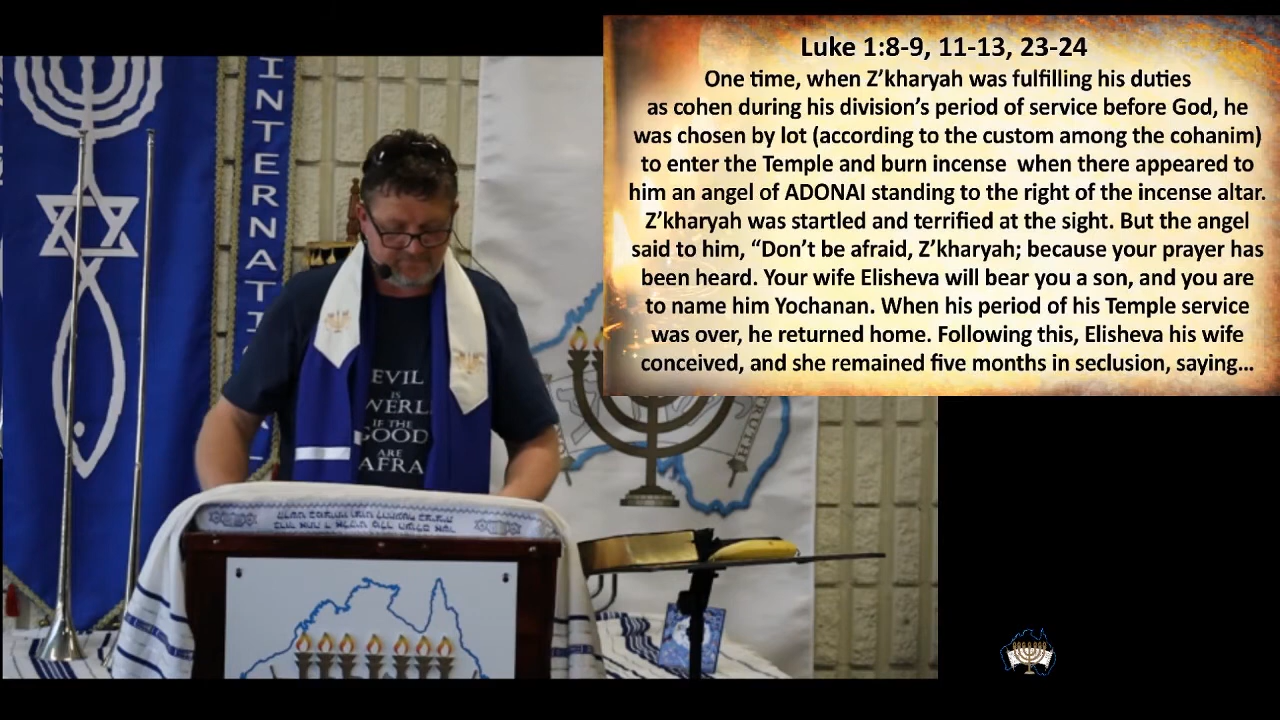 Luke 1:8-9, 11-13, 23-24
One time, when Z’kharyah was fulfilling his duties
as cohen during his division’s period of service before God, he
was chosen by lot (according to the custom among the cohanim)
to enter the Temple and burn incense  when there appeared to
him an angel of ADONAI standing to the right of the incense altar.
Z’kharyah was startled and terrified at the sight. But the angel
said to him, “Don’t be afraid, Z’kharyah; because your prayer has
been heard. Your wife Elisheva will bear you a son, and you are
to name him Yochanan. When his period of his Temple service
was over, he returned home. Following this, Elisheva his wife
conceived, and she remained five months in seclusion, saying…
INTERNATI
EVIL
IS
WERL
IF THE
GOOD
ARE
AFRA
TRUTH